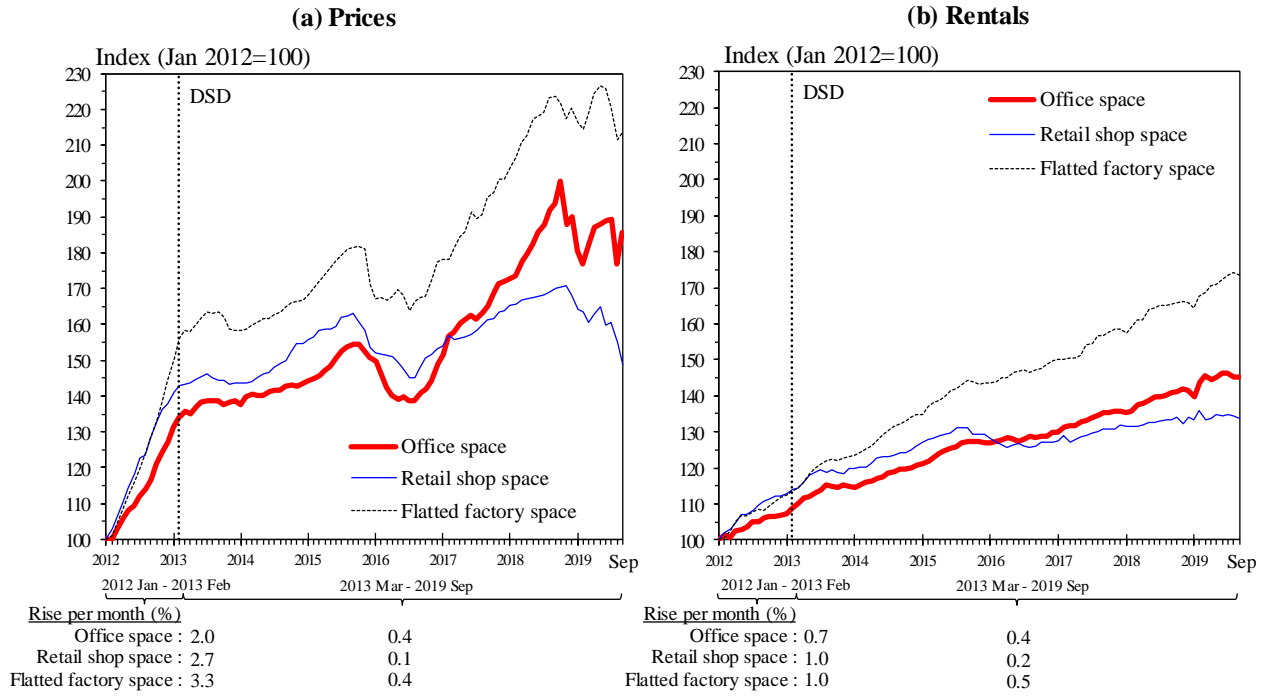 (a) Prices
Index (Jan 2012=100)
230
220
210
200
190
180
170
160
150
140
130
120
110
100
DSD
Office space
Retail shop space
Flatted factory space
2012 2013 2014 2015 2016 2017 2018 2019 Sep
2012 Jan - 2013 Feb 2013 Mar - 2019 Sep
Rise per month (%)
Office space : 2.0 0.4
Retail shop space : 2.7 0.1
Flatted factory space : 3.3 0.4
(b) Rentals
Index (Jan 2012=100)
230
220
210
200
190
180
170
160
150
140
130
120
110
100
DSD
Office space
Retail shop space
Flatted factory space
2012 2013 2014 2015 2016 2017 2018 2019 Sep
2012 Jan - 2013 Feb 2013 Mar - 2019 Sep
Rise per month (%)
Office space : 0.7 0.4
Retail shop space : 1.0 0.2
Flatted factory space : 1.0 0.5